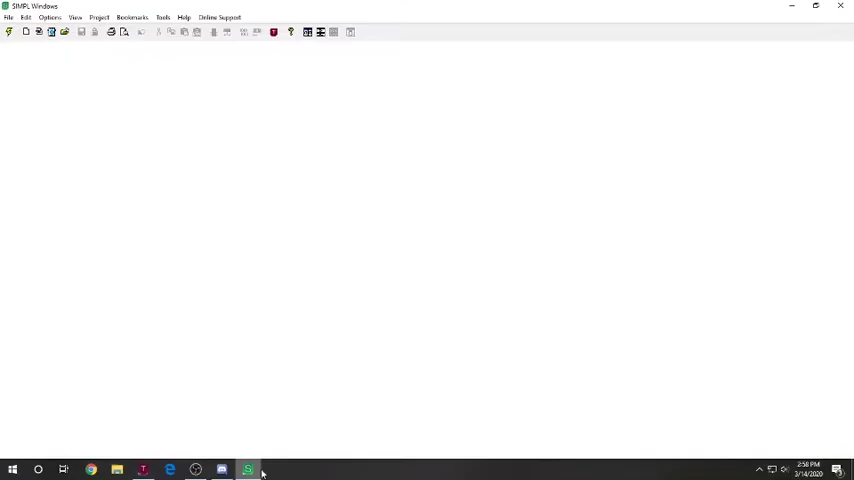 SIMPL Windows
File Edit Options View Project Bookmarks Tools Help Online Support
2:58 PM
3/14/2020